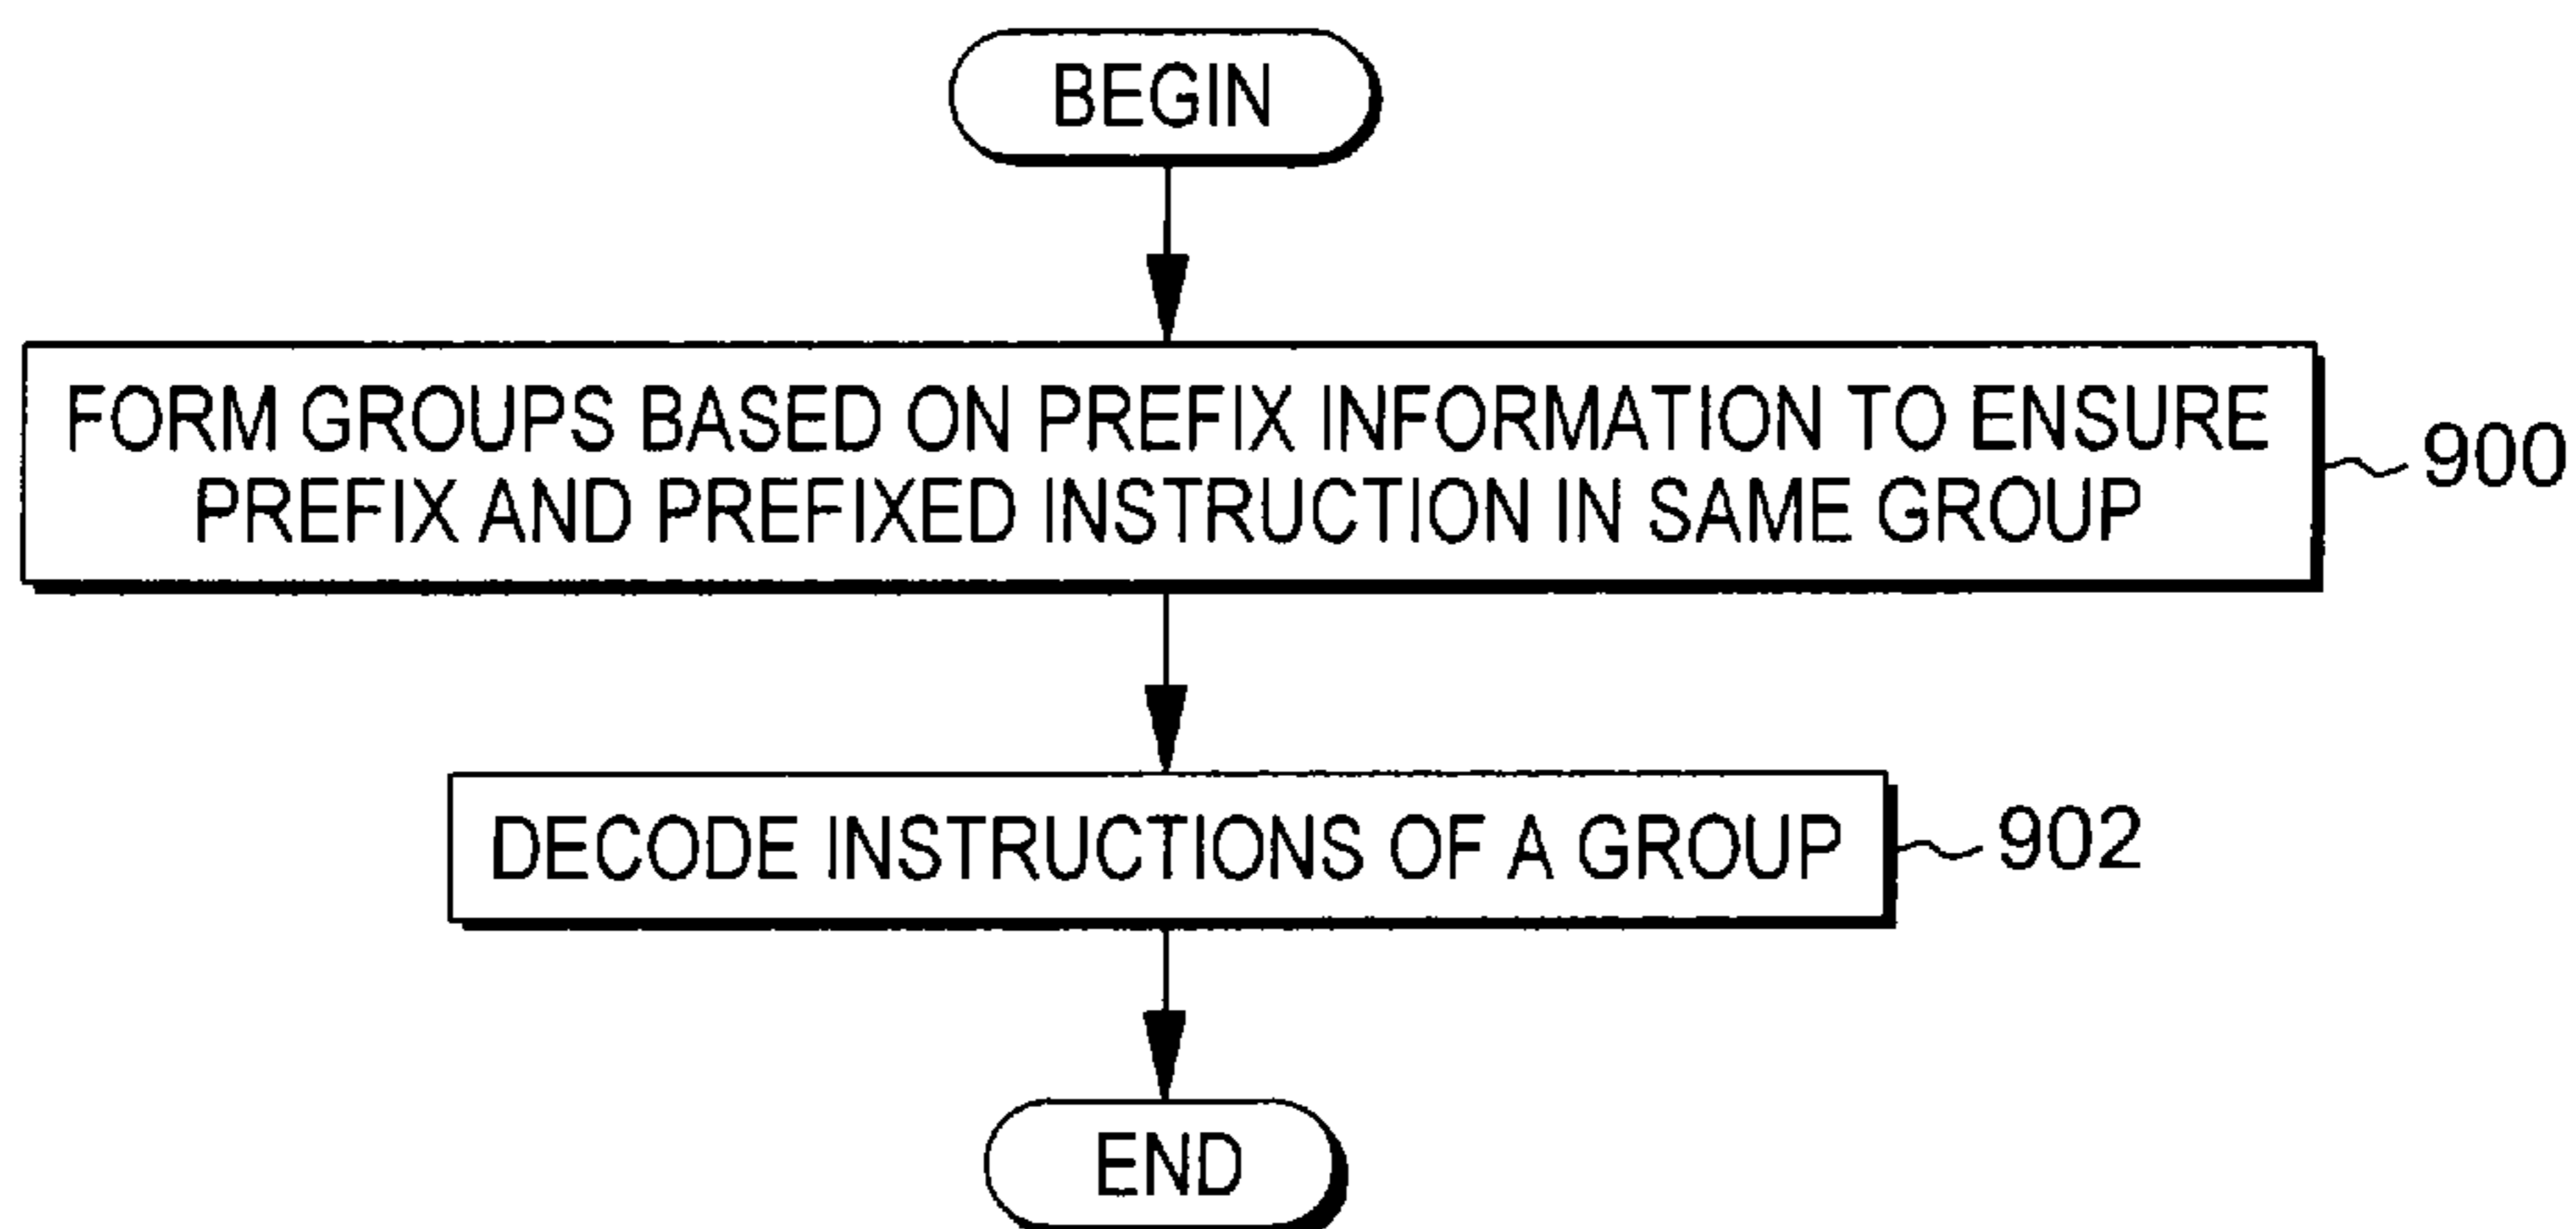 BEGIN
FORM GROUPS BASED ON PREFIX INFORMATION TO ENSURE
PREFIX AND PREFIXED INSTRUCTION IN SAME GROUP
900
DECODE INSTRUCTIONS OF A GROUP
902
END